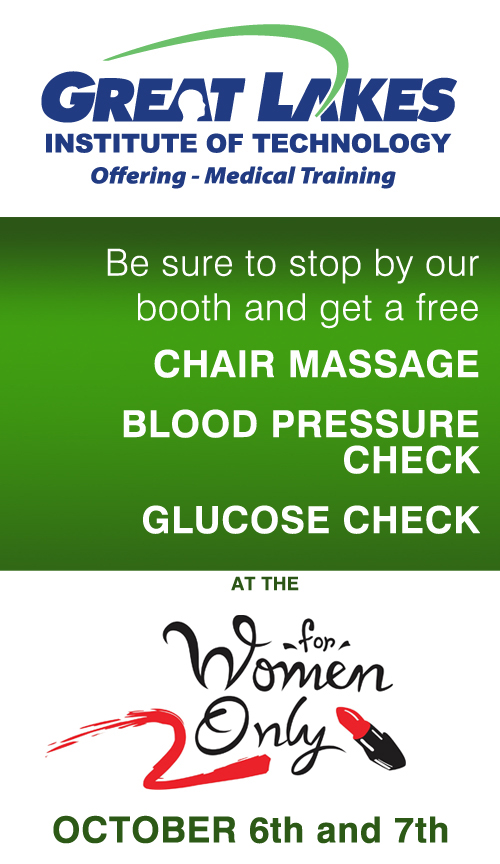 GREAT LAKES
INSTITUTE OF TECHNOLOGY
Offering - Medical Training
Be sure to stop by our
booth and get a free
CHAIR MASSAGE
BLOOD PRESSURE
CHECK
GLUCOSE CHECK
AT THE
for
Women
2 Only
OCTOBER 6th and 7th